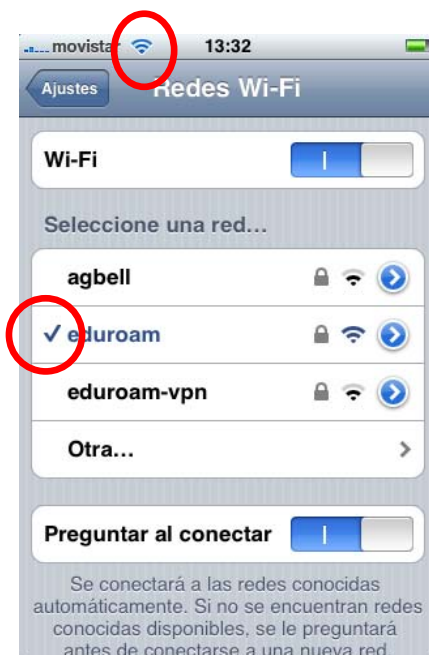 movistar 13:32
Ajustes Redes Wi-Fi
Wi-Fi
Seleccione una red...
agbell
eduroam
eduroam-vpn
Otra...
Preguntar al conectar
Se conectará a las redes conocidas
automáticamente. Si no se encuentran redes
conocidas disponibles, se le preguntará
antes de conectarse a una nueva red